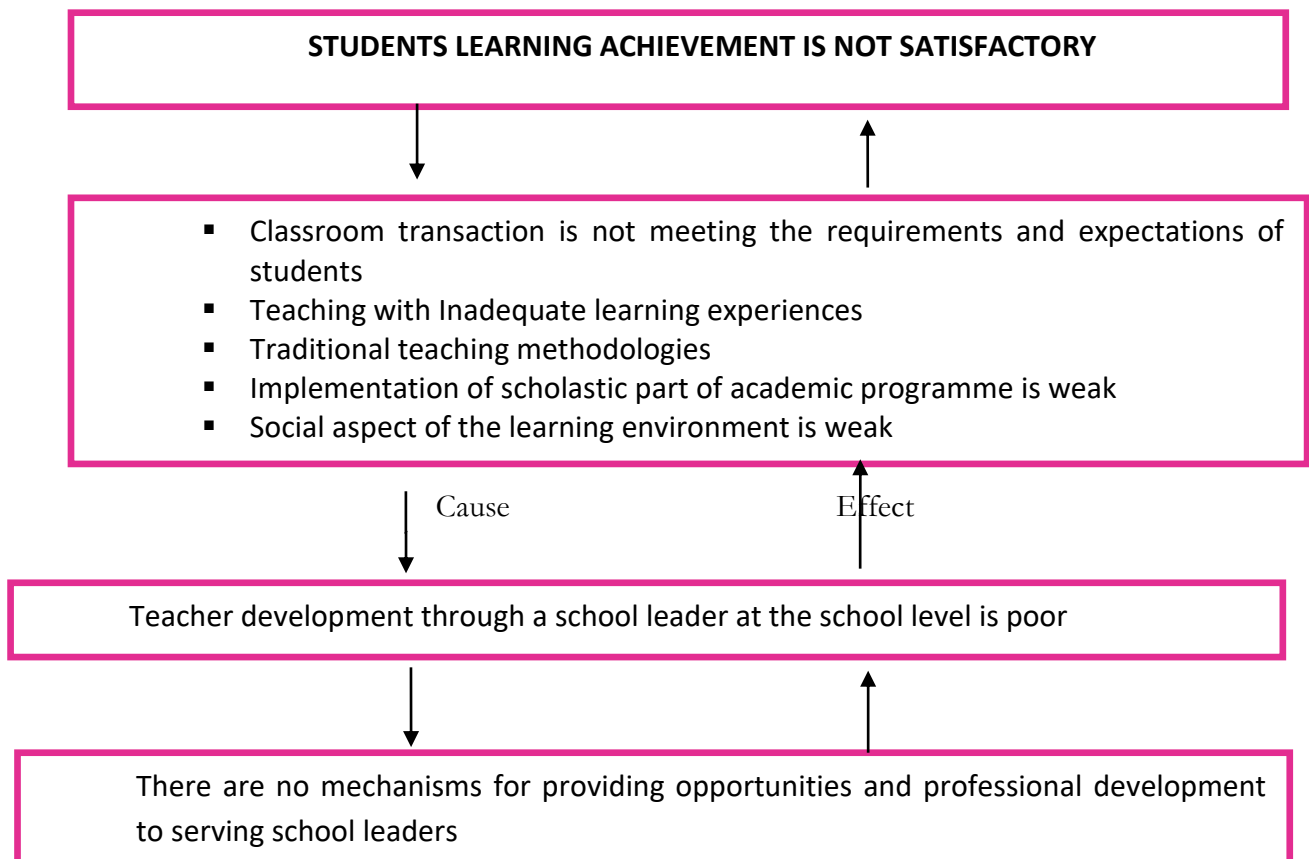 STUDENTS LEARNING ACHIEVEMENT IS NOT SATISFACTORY
▪ Classroom transaction is not meeting the requirements and expectations of
students
▪ Teaching with Inadequate learning experiences
▪ Traditional teaching methodologies
▪ Implementation of scholastic part of academic programme is weak
▪ Social aspect of the learning environment is weak
Cause Effect
Teacher development through a school leader at the school level is poor
There are no mechanisms for providing opportunities and professional development
to serving school leaders